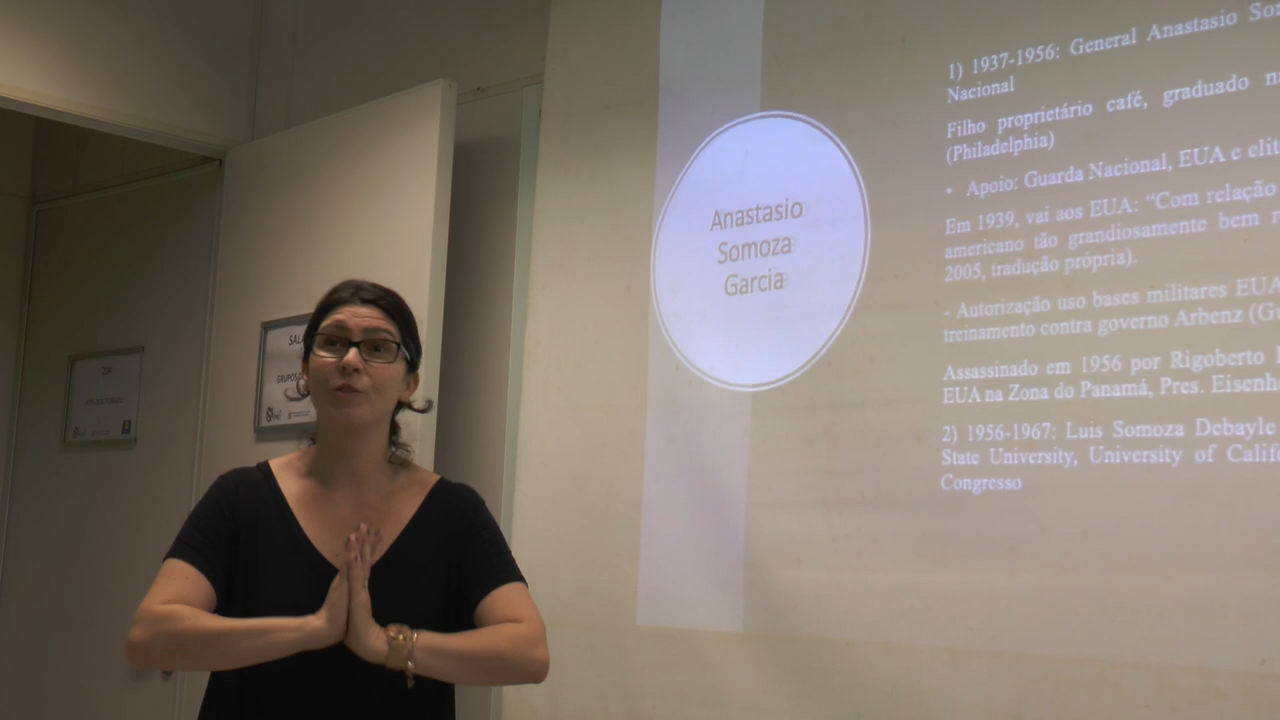 Anastasio
Somoza
Garcia
1) 1937-1956: General Anastasio
Nacional
Filho proprietário café, graduado
(Philadelphia)
• Apoio: Guarda Nacional, EUA e
Em 1939, vai aos EUA: “Com relação
americano tão grandiosamente bem
2005, tradução própria).
- Autorização uso bases militares EUA
treinamento contra governo Arbenz
Assassinado em 1956 por Rigoberto
EUA na Zona do Panamá, Pres.
2) 1956-1967: Luis Somoza Debayle
State University, University of
Congresso
204
GRUPOS